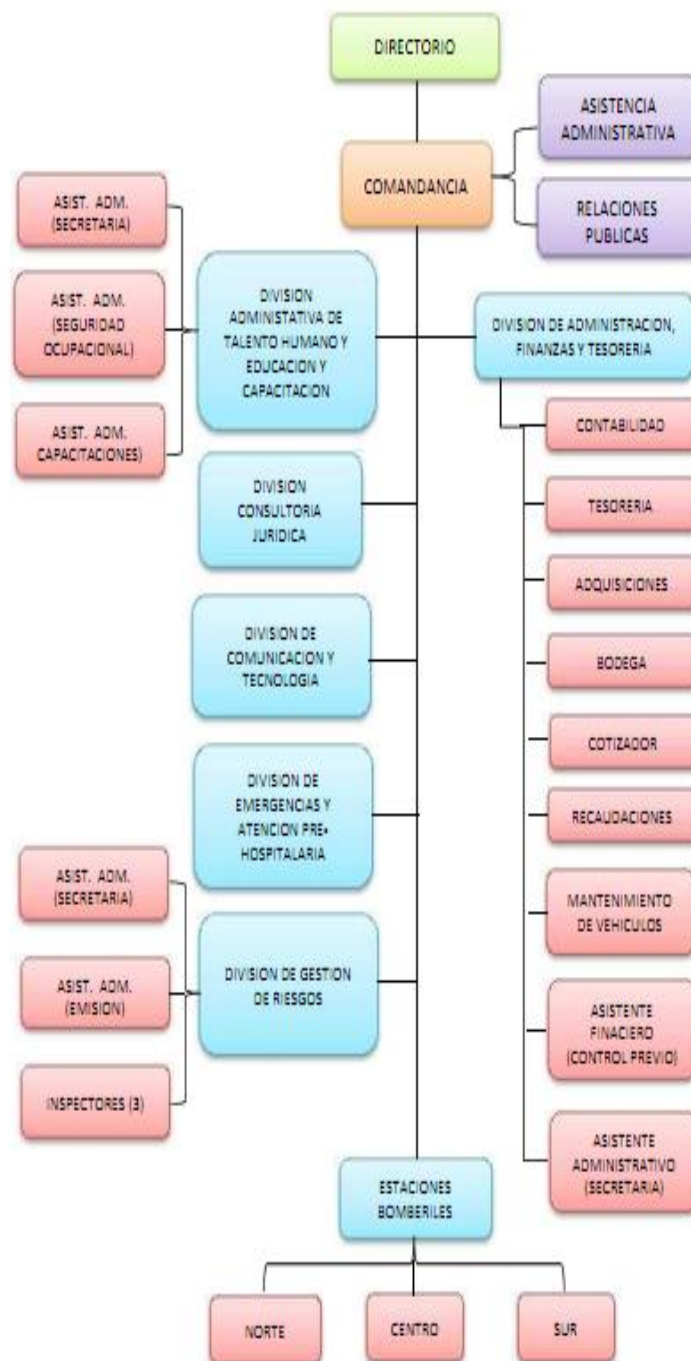 DIRECTORIO
ASISTENCIA
ADMINISTRATIVA
COMANDANCIA
RELACIONES
PUBLICAS
ASIST. ADM.
(SECRETARIA)
ASIST. ADM.
(SEGURIDAD
OCUPACIONAL)
ASIST. ADM.
CAPACITACIONES)
DIVISION
ADMINISTATIVA DE
TALENTO HUMANO Y
EDUCACION Y
CAPACITACION
DIVISION DE ADMINISTRACION,
FINANZAS Y TESORERIA
CONTABILIDAD
TESORERIA
ADQUISICIONES
BODEGA
COTIZADOR
RECAUDACIONES
MANTENIMIENTO
DE VEHICULOS
ASISTENTE
FINACIERO
(CONTROL PREVIO)
ASISTENTE
ADMINISTRATIVO
(SECRETARIA)
DIVISION
CONSULTORIA
JURIDICA
DIVISION DE
COMUNICACION Y
TECNOLOGIA
DIVISION DE
EMERGENCIAS Y
ATENCION PRE-
HOSPITALARIA
ASIST. ADM.
(SECRETARIA)
ASIST. ADM.
(EMISION)
INSPECTORES (3)
DIVISION DE GESTION
DE RIESGOS
ESTACIONES
BOMBERILES
NORTE
CENTRO
SUR